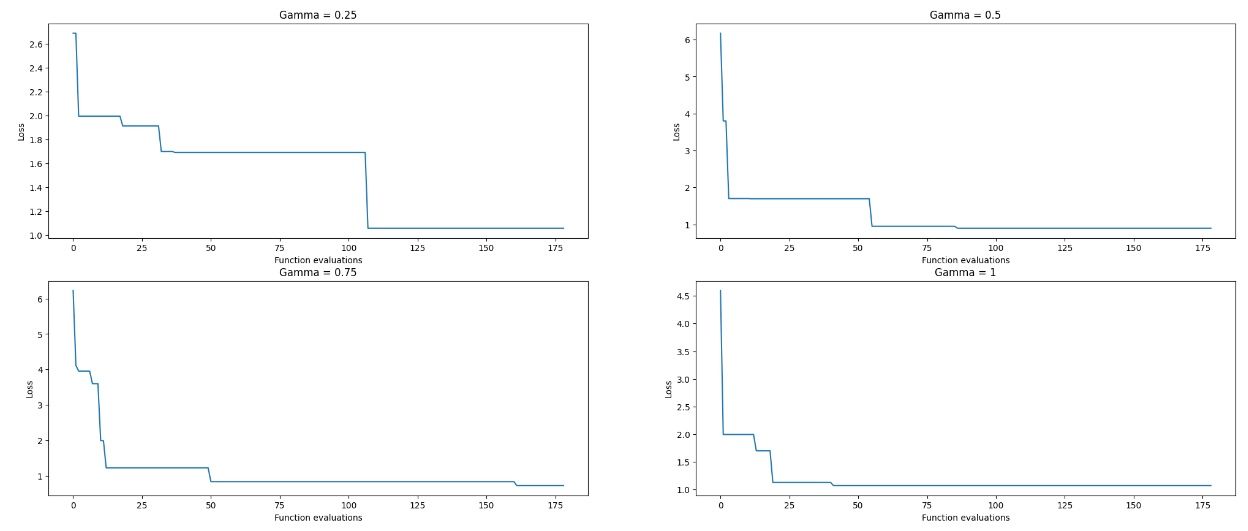 Gamma = 0.25
Loss
2.6
2.4
2.2
2.0
1.8
1.6
1.4
1.2
1.0
0 25 50 75 100 125 150 175
Function evaluations
Gamma = 0.5
Loss
6
5
4
3
2
1
0 25 50 75 100 125 150 175
Function evaluations
Gamma = 0.75
Loss
6
5
4
3
2
1
0 25 50 75 100 125 150 175
Function evaluations
Gamma = 1
Loss
4.5
4.0
3.5
3.0
2.5
2.0
1.5
1.0
0 25 50 75 100 125 150 175
Function evaluations